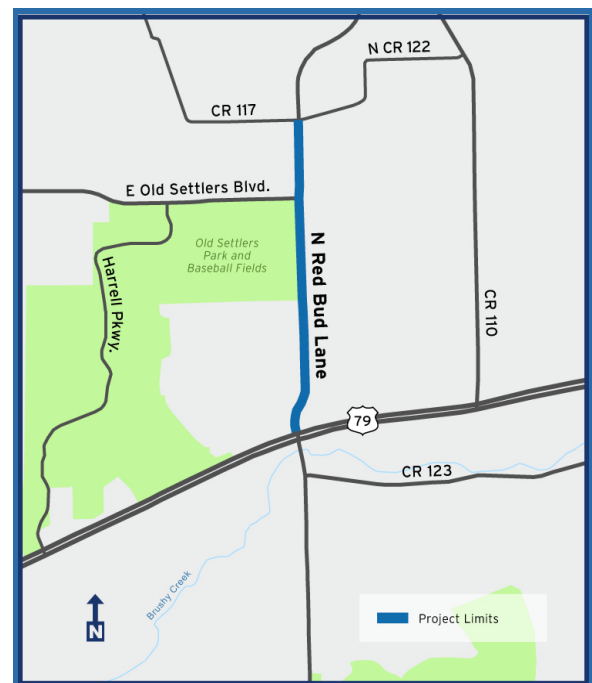 N CR 122
CR 117
E Old Settlers Blvd.
Old Settlers
Park and
Baseball Fields
Harrell Pkwy.
N Red Bud Lane
CR 110
79
CR 123
Brushy Creek
N
Project Limits